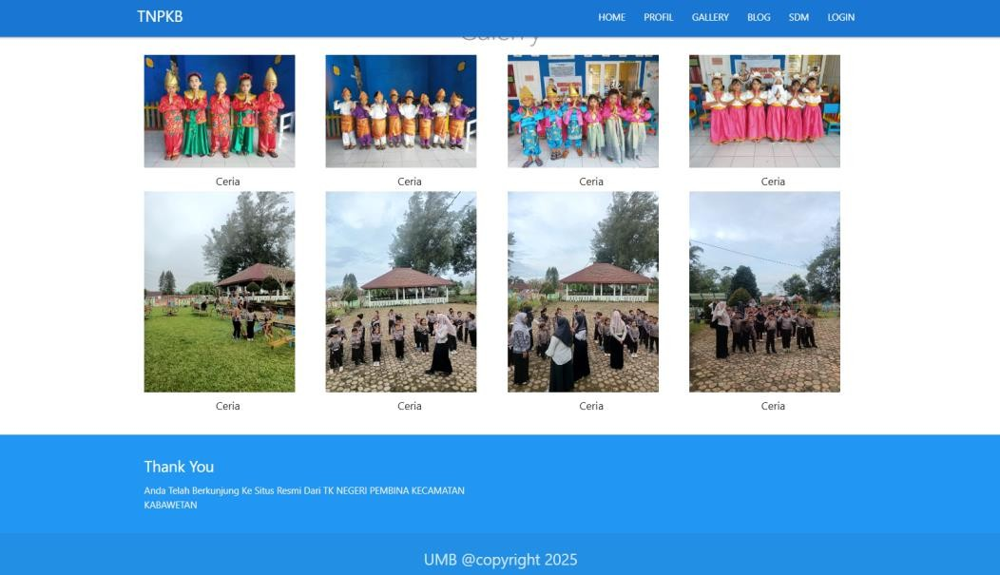 TNPKB
HOME PROFIL GALLERY BLOG SDM LOGIN
Ceria Ceria Ceria Ceria
Ceria Ceria Ceria Ceria
Thank You
Anda Telah Berkunjung Ke Situs Resmi Dari TK NEGERI PEMBINA KECAMATAN
KABAWETAN
UMB @copyright 2025